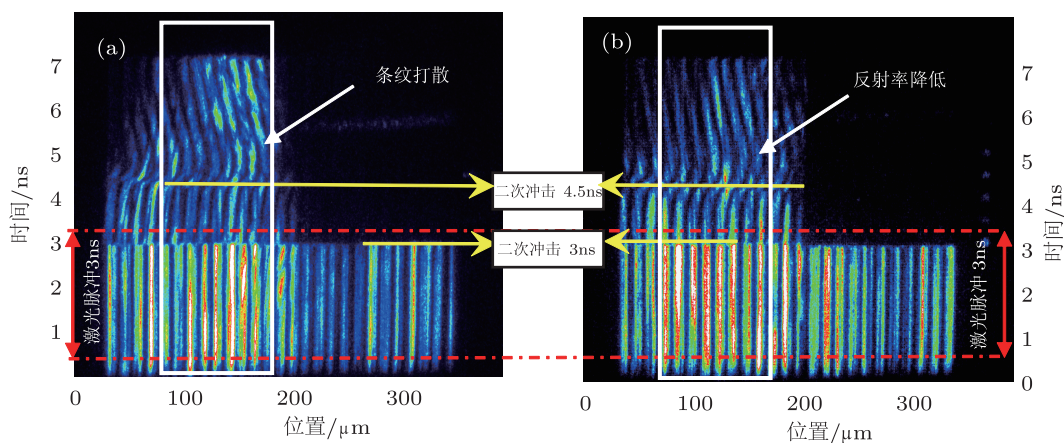 (a)
(b)
7
6
5
4
3
2
1
时间/ns
条纹打散
反射率降低
二次冲击 4.5ns
二次冲击 3ns
激光脉冲3ns
激光脉冲 3ns
7
6
5
4
3
2
1
0
时间/ns
0
100
200
300
位置/μm
0
100
200
300
位置/μm